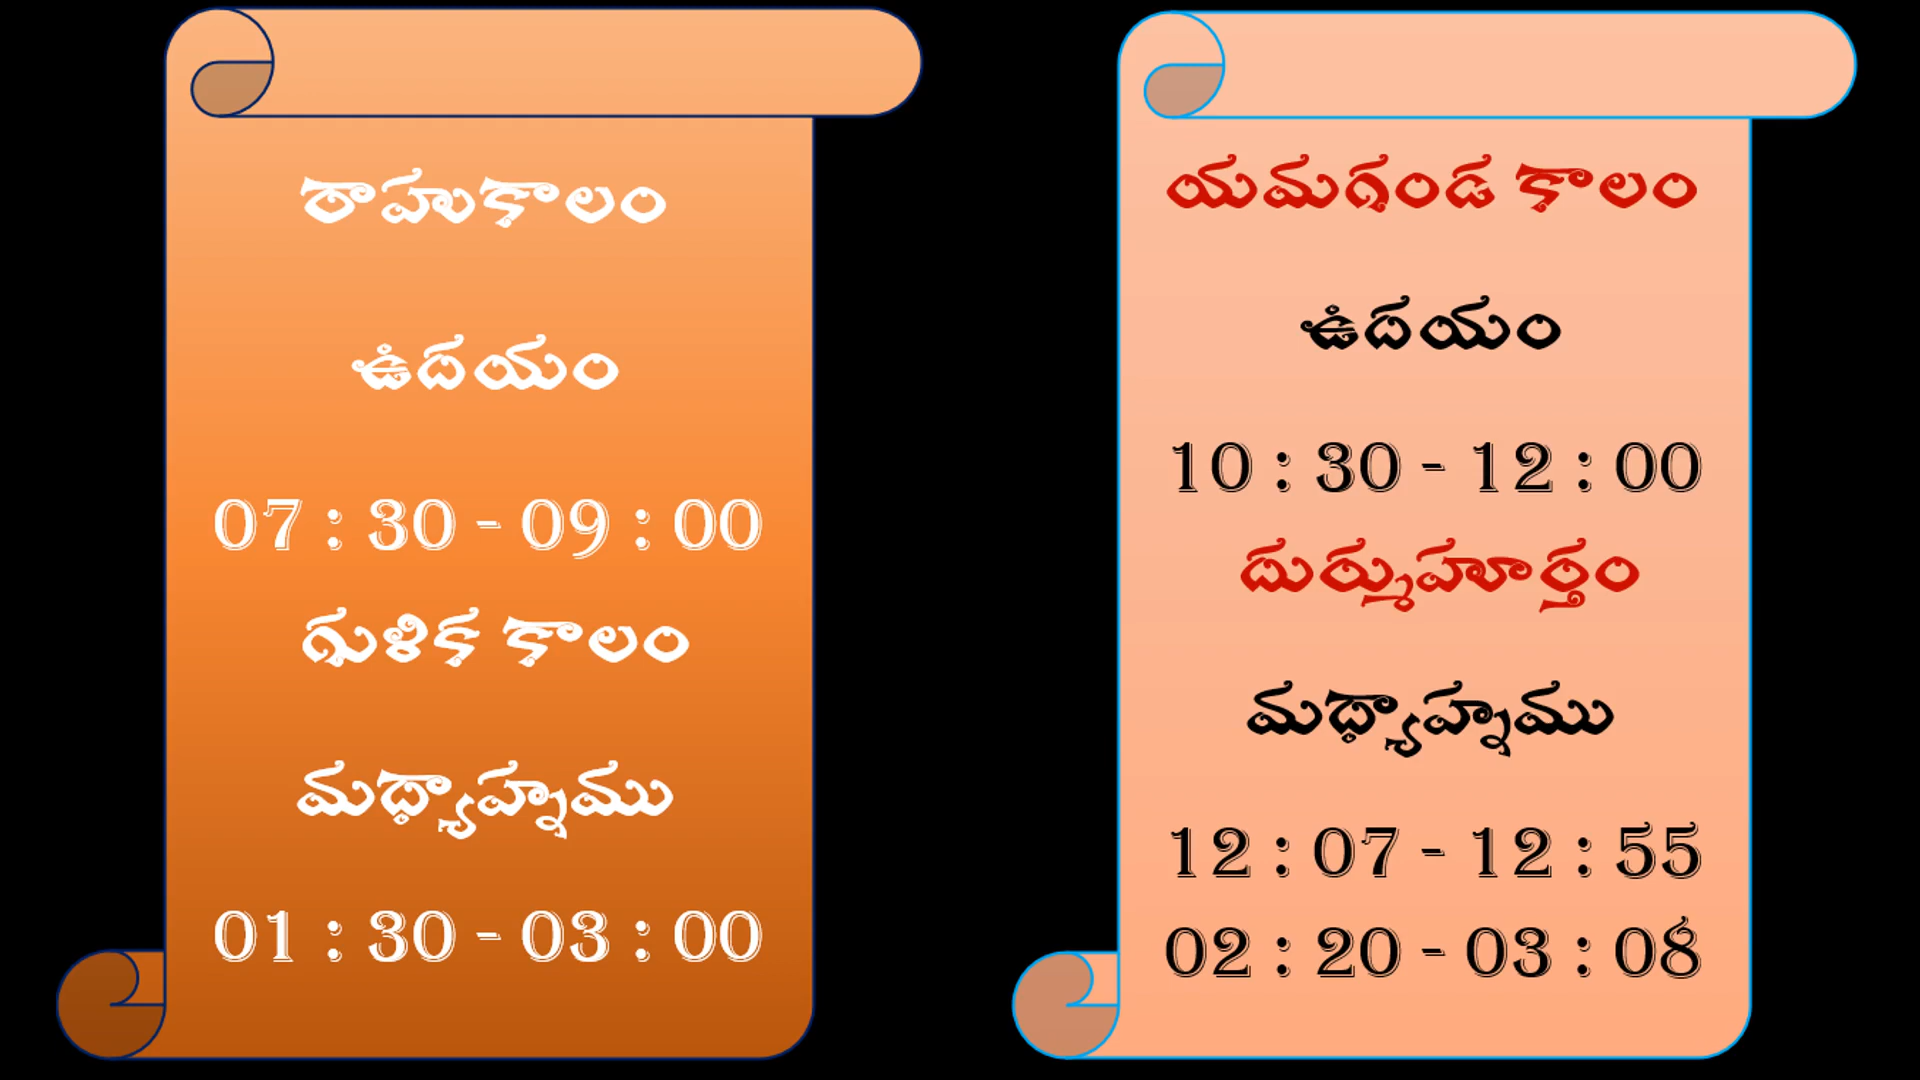 రాహుకాలం
ఉదయం
07 : 30 - 09 : 00
గుళిక కాలం
మధ్యాహ్నము
01 : 30 - 03 : 00
యమగండ కాలం
ఉదయం
10 : 30 - 12 : 00
దుర్ముహూర్తం
మధ్యాహ్నము
12 : 07 - 12 : 55
02 : 20 - 03 : 08